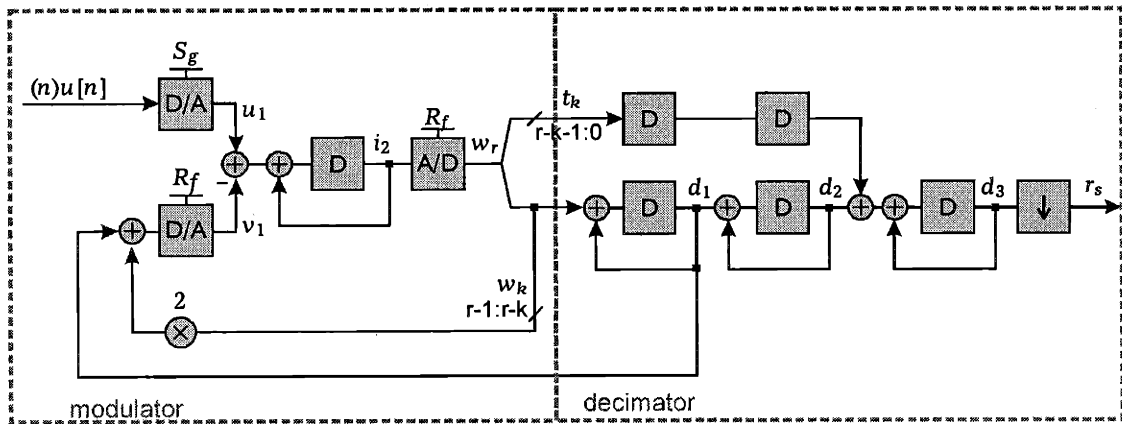 S_g
(n)u[n]
D/A
u_1
R_f
D/A
v_1
+
-
+
+
D
i_2
R_f
A/D
w_r
t_k
r-k-1:0
D
D
+
D
d_1
+
D
d_2
+
+
D
d_3
↓
r_s
w_k
r-1:r-k
2
×
modulator
decimator